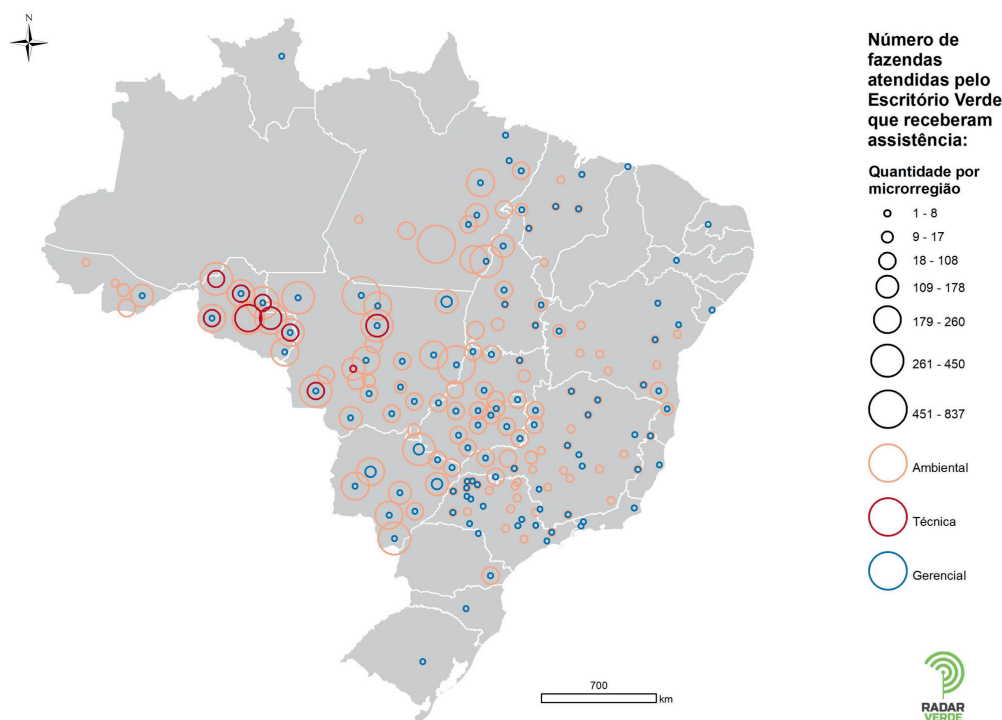 N
Número de
fazendas
atendidas pelo
Escritório Verde
que receberam
assistência:
Quantidade por
microrregião
1 - 8
9 - 17
18 - 108
109 - 178
179 - 260
261 - 450
451 - 837
Ambiental
Técnica
Gerencial
700
km
RADAR
VERDE